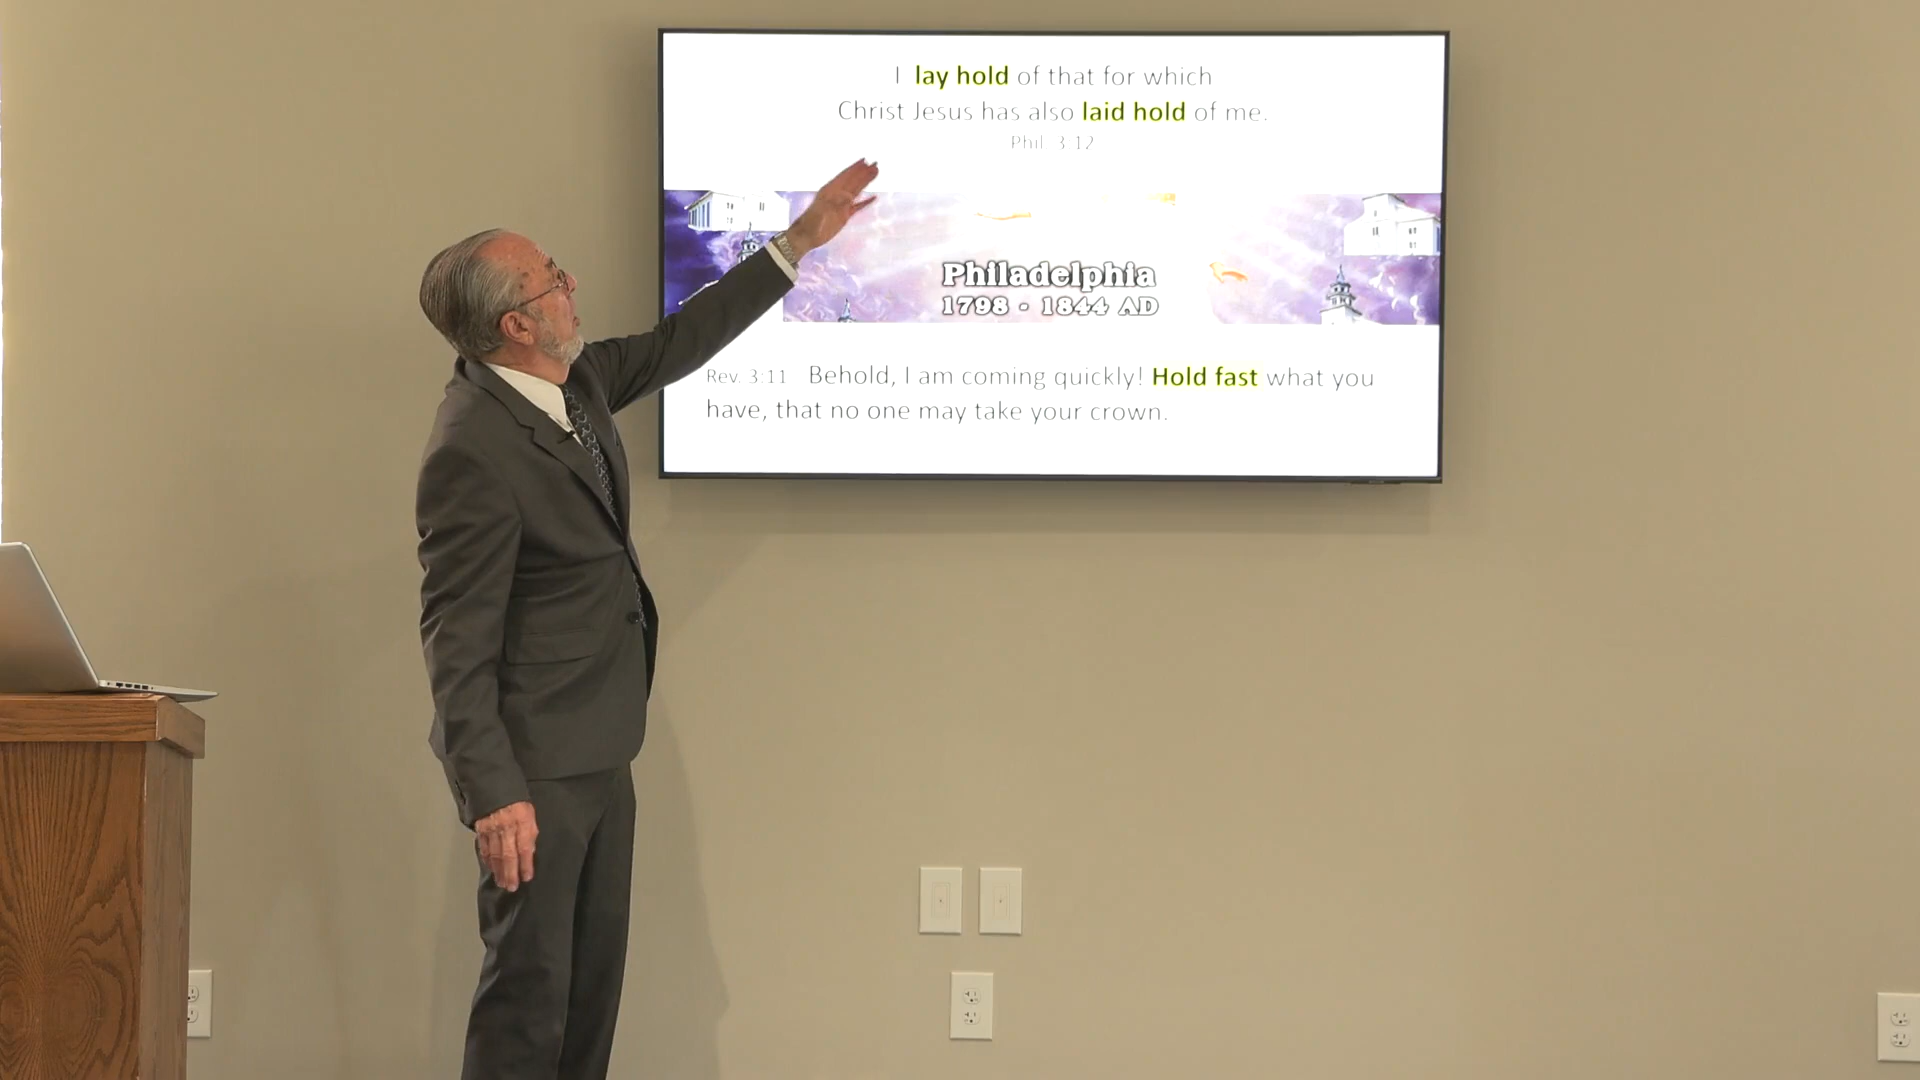 I lay hold of that for which
Christ Jesus has also laid hold of me.
Phil. 3:12
Philadelphia
1798 - 1844 AD
Rev. 3:11 Behold, I am coming quickly! Hold fast what you
have, that no one may take your crown.